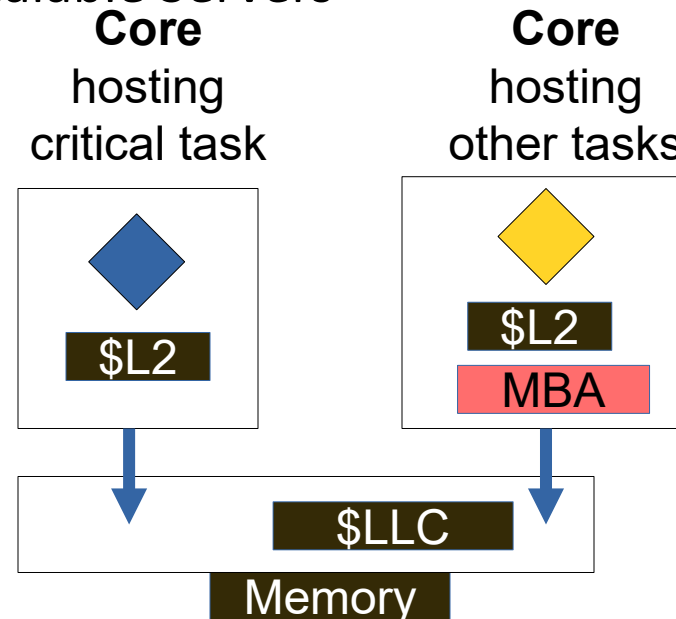 Core
hosting
critical task
Core
hosting
other tasks
$L2
$L2
MBA
$LLC
Memory